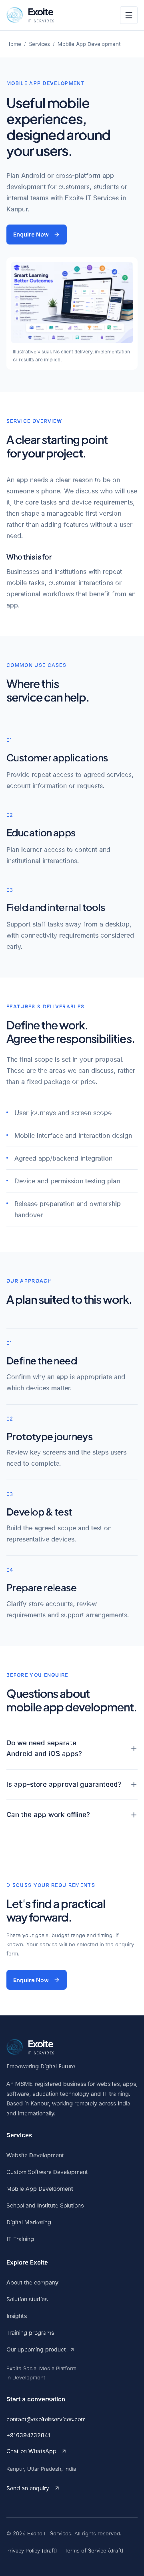 Exoite
IT SERVICES
Home / Services / Mobile App Development
MOBILE APP DEVELOPMENT
Useful mobile
experiences,
designed around
your users.
Plan Android or cross-platform app
development for customers, students or
internal teams with Exoite IT Services in
Kanpur.
Enquire Now →
LMS
Smart Learning
Better Outcomes
Illustrative visual. No client delivery, implementation
or results are implied.
SERVICE OVERVIEW
A clear starting point
for your project.
An app needs a clear reason to be on
someone's phone. We discuss who will use
it, the core tasks and device requirements,
then shape a manageable first version
rather than adding features without a user
need.
Who this is for
Businesses and institutions with repeat
mobile tasks, customer interactions or
operational workflows that benefit from an
app.
COMMON USE CASES
Where this
service can help.
01
Customer applications
Provide repeat access to agreed services,
account information or requests.
02
Education apps
Plan learner access to content and
institutional interactions.
03
Field and internal tools
Support staff tasks away from a desktop,
with connectivity requirements considered
early.
FEATURES & DELIVERABLES
Define the work.
Agree the responsibilities.
The final scope is set in your proposal.
These are the areas we can discuss, rather
than a fixed package or price.
• User journeys and screen scope
• Mobile interface and interaction design
• Agreed app/backend integration
• Device and permission testing plan
• Release preparation and ownership
handover
OUR APPROACH
A plan suited to this work.
01
Define the need
Confirm why an app is appropriate and
which devices matter.
02
Prototype journeys
Review key screens and the steps users
need to complete.
03
Develop & test
Build the agreed scope and test on
representative devices.
04
Prepare release
Clarify store accounts, review
requirements and support arrangements.
BEFORE YOU ENQUIRE
Questions about
mobile app development.
Do we need separate
Android and iOS apps? +
Is app-store approval guaranteed? +
Can the app work offline? +
DISCUSS YOUR REQUIREMENTS
Let's find a practical
way forward.
Share your goals, budget range and timing, if
known. Your service will be selected in the enquiry
form.
Enquire Now →
Exoite
IT SERVICES
Empowering Digital Future
An MSME-registered business for websites, apps,
software, education technology and IT training.
Based in Kanpur, working remotely across India
and internationally.
Services
Website Development
Custom Software Development
Mobile App Development
School and Institute Solutions
Digital Marketing
IT Training
Explore Exoite
About the company
Solution studies
Insights
Training programs
Our upcoming product ↗
Exoite Social Media Platform
In Development
Start a conversation
contact@exoiteitservices.com
+916394732841
Chat on WhatsApp ↗
Kanpur, Uttar Pradesh, India
Send an enquiry ↗
© 2026 Exoite IT Services. All rights reserved.
Privacy Policy (draft) Terms of Service (draft)